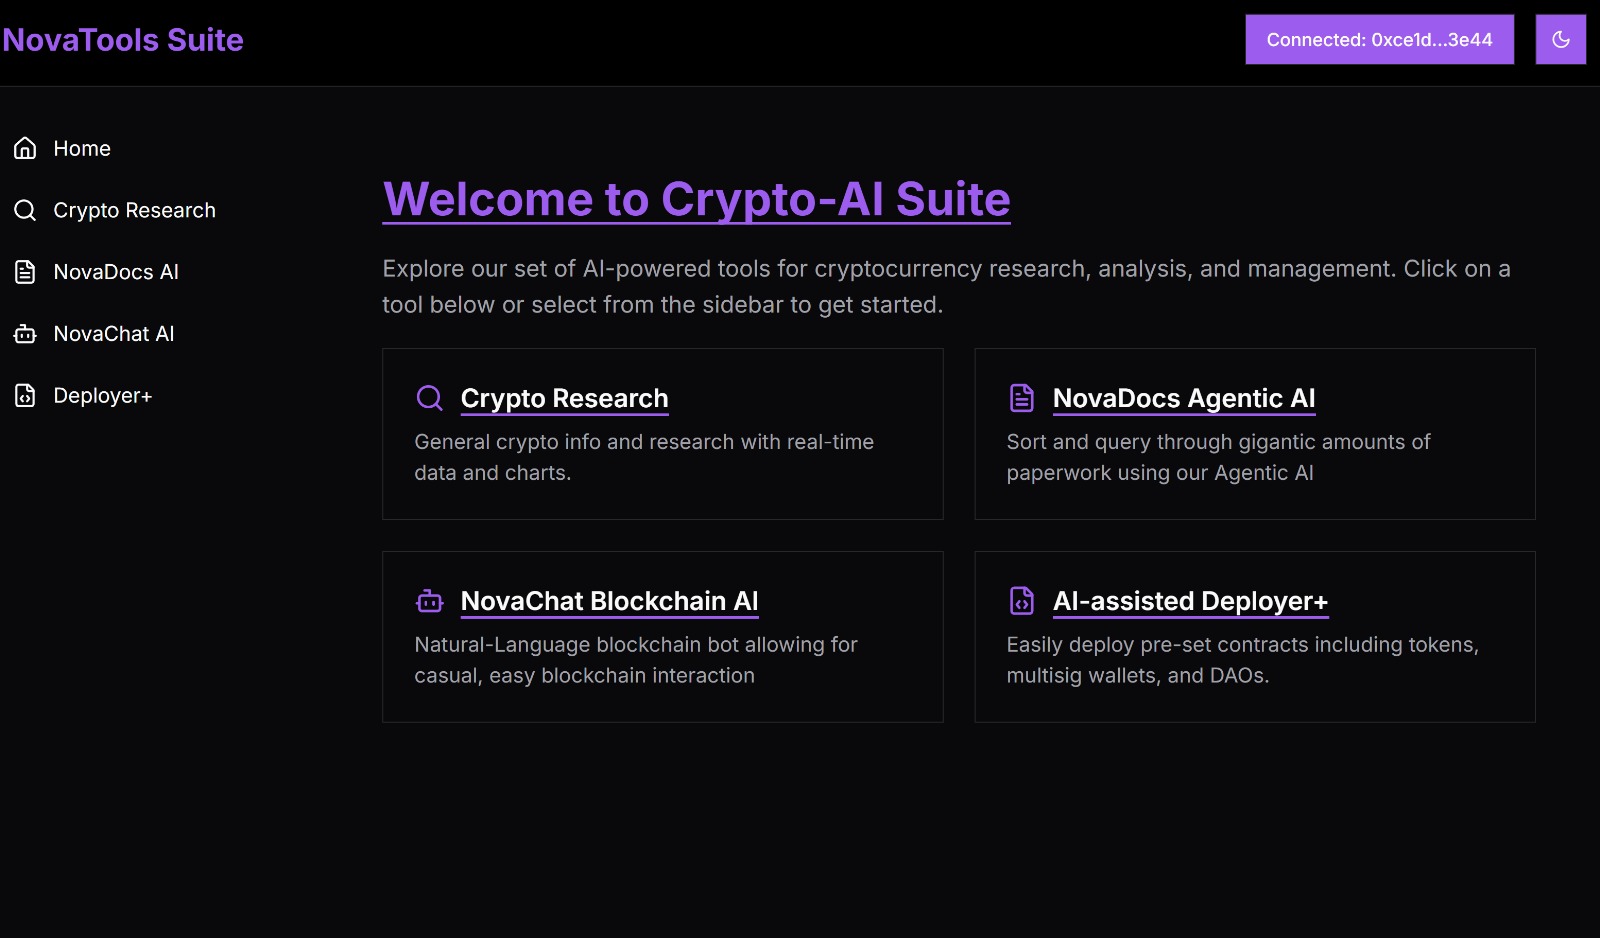 NovaTools Suite
Connected: 0xce1d...3e44
Home
Crypto Research
NovaDocs AI
NovaChat AI
Deployer+
Welcome to Crypto-AI Suite
Explore our set of AI-powered tools for cryptocurrency research, analysis, and management. Click on a
tool below or select from the sidebar to get started.
Crypto Research
General crypto info and research with real-time
data and charts.
NovaDocs Agentic AI
Sort and query through gigantic amounts of
paperwork using our Agentic AI
NovaChat Blockchain AI
Natural-Language blockchain bot allowing for
casual, easy blockchain interaction
AI-assisted Deployer+
Easily deploy pre-set contracts including tokens,
multisig wallets, and DAOs.